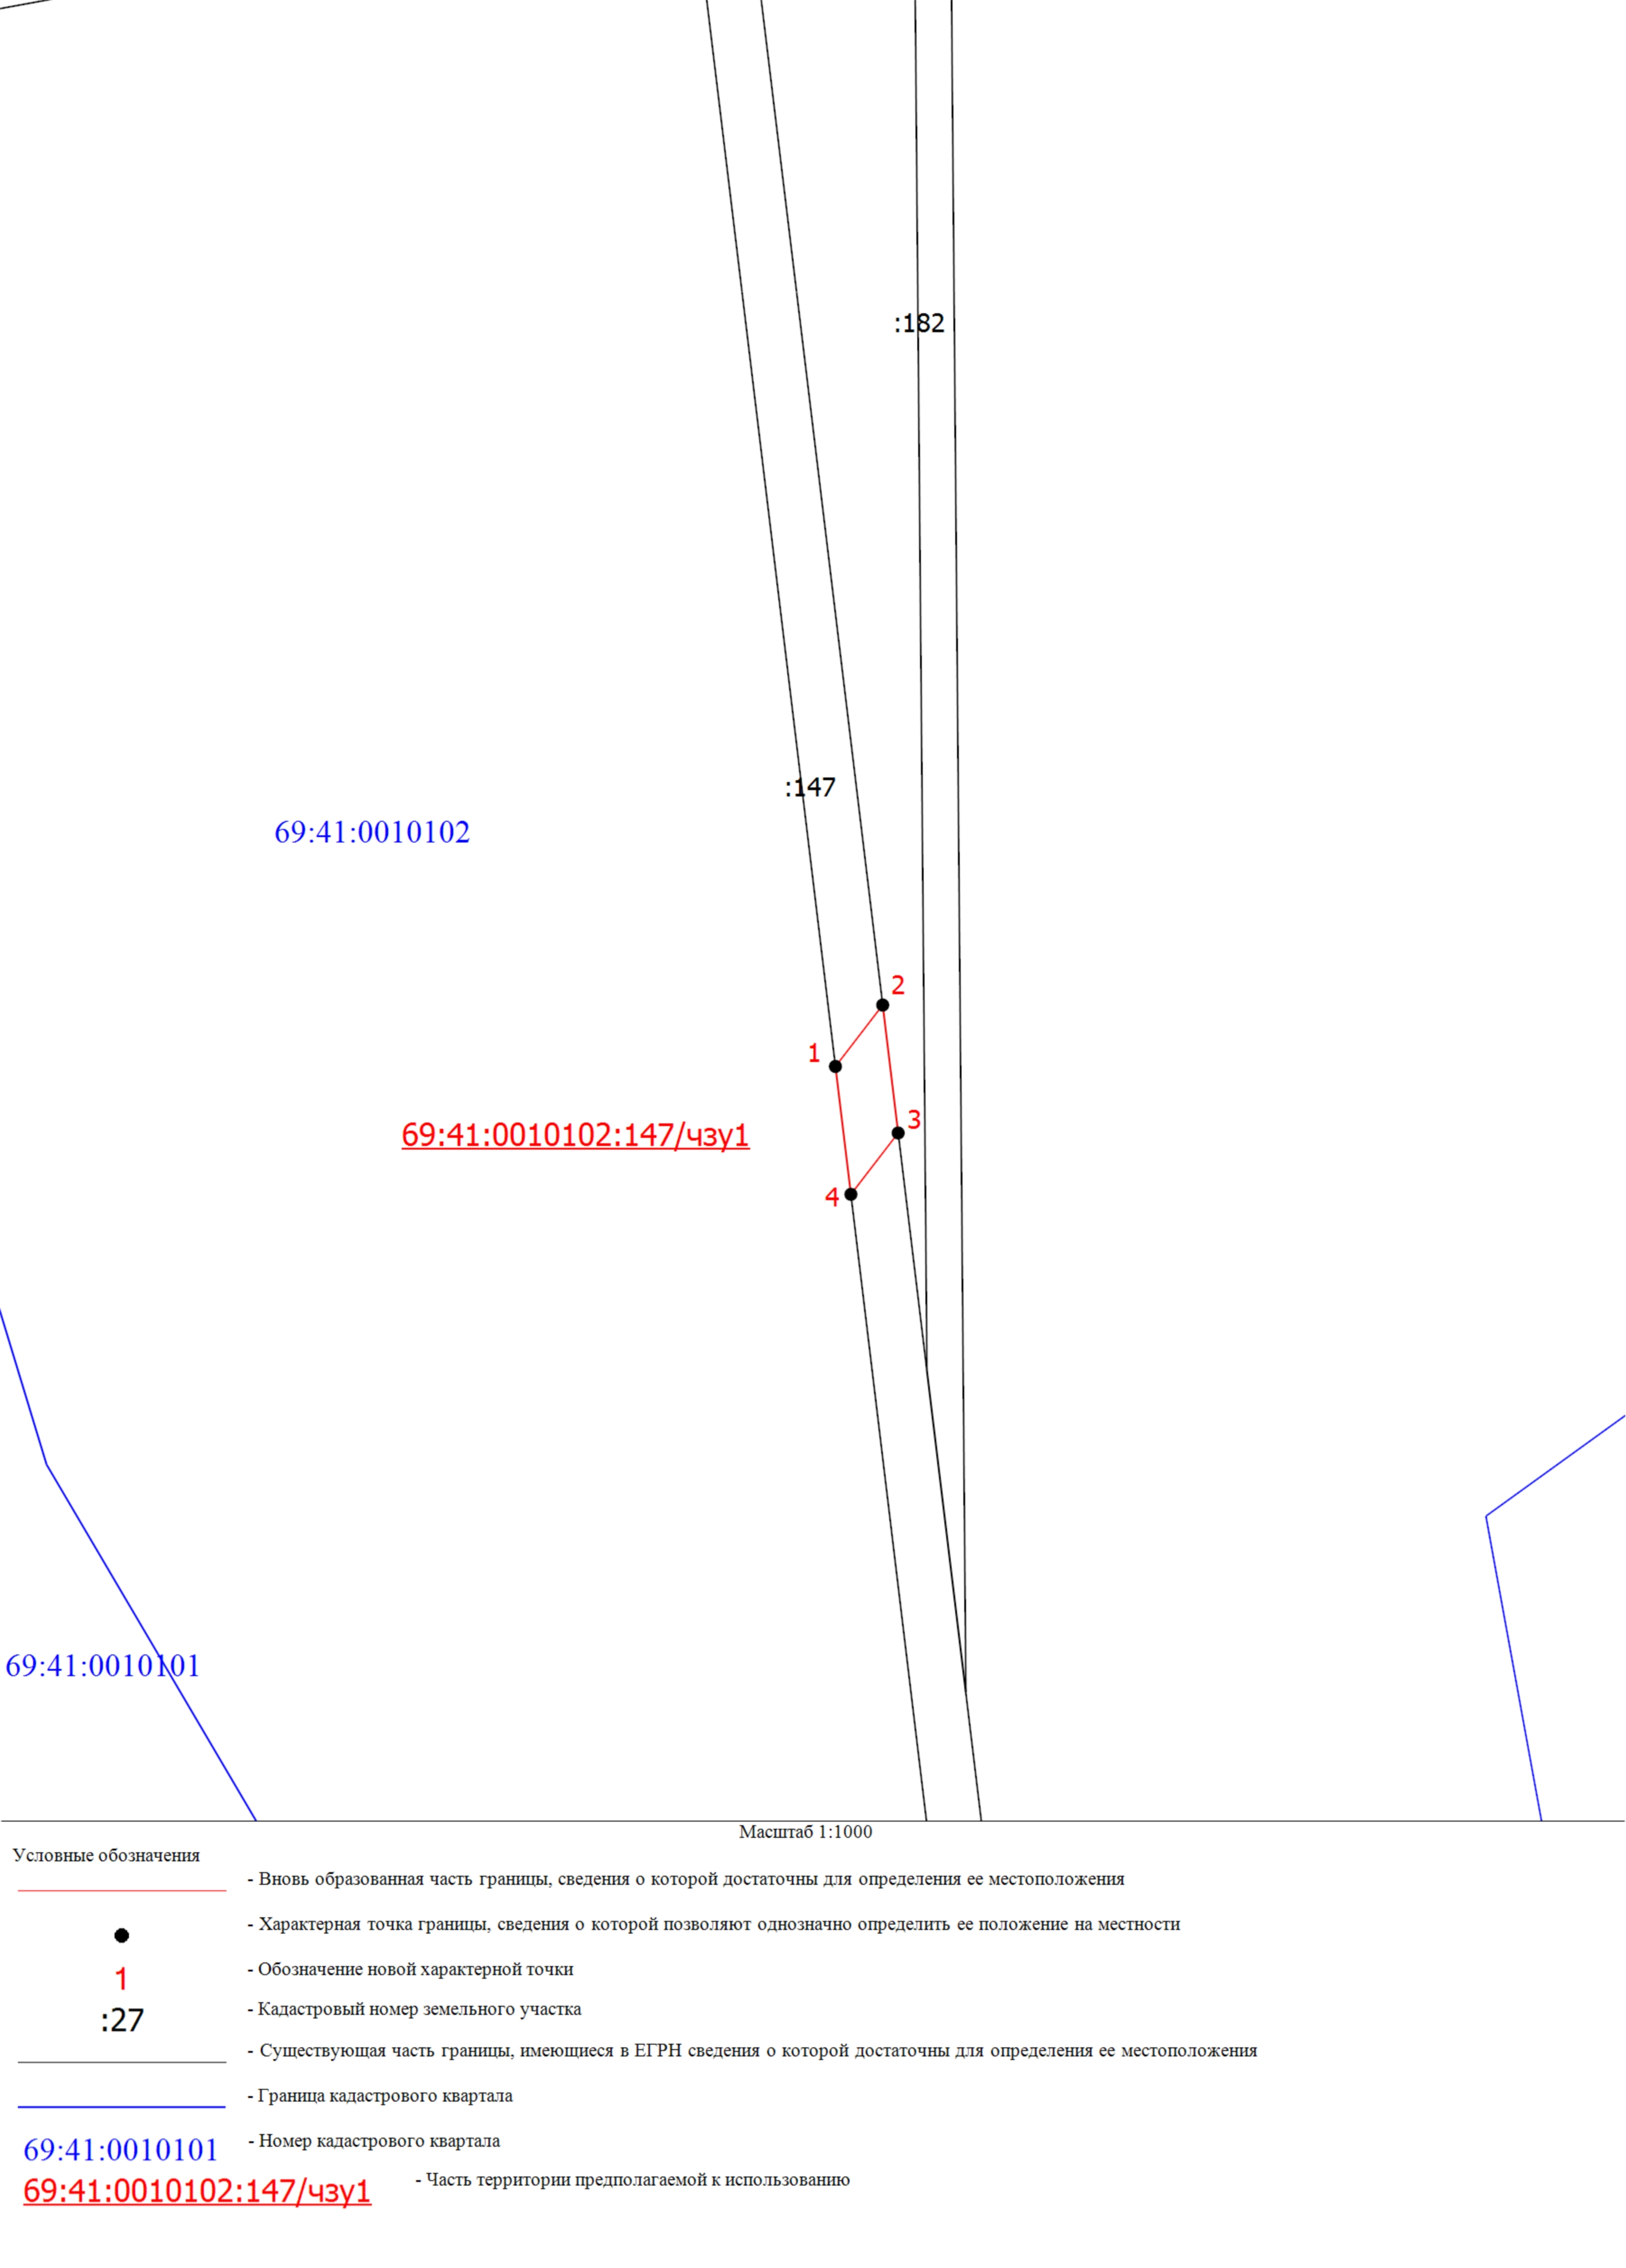 :182
:147
69:41:0010102
2
1
3
69:41:0010102:147/чзу1
4
69:41:0010101
Масштаб 1:1000
Условные обозначения
- Вновь образованная часть границы, сведения о которой достаточны для определения ее местоположения
- Характерная точка границы, сведения о которой позволяют однозначно определить ее положение на местности
1 - Обозначение новой характерной точки
:27 - Кадастровый номер земельного участка
- Существующая часть границы, имеющиеся в ЕГРН сведения о которой достаточны для определения ее местоположения
- Граница кадастрового квартала
69:41:0010101 - Номер кадастрового квартала
69:41:0010102:147/чзу1 - Часть территории предполагаемой к использованию